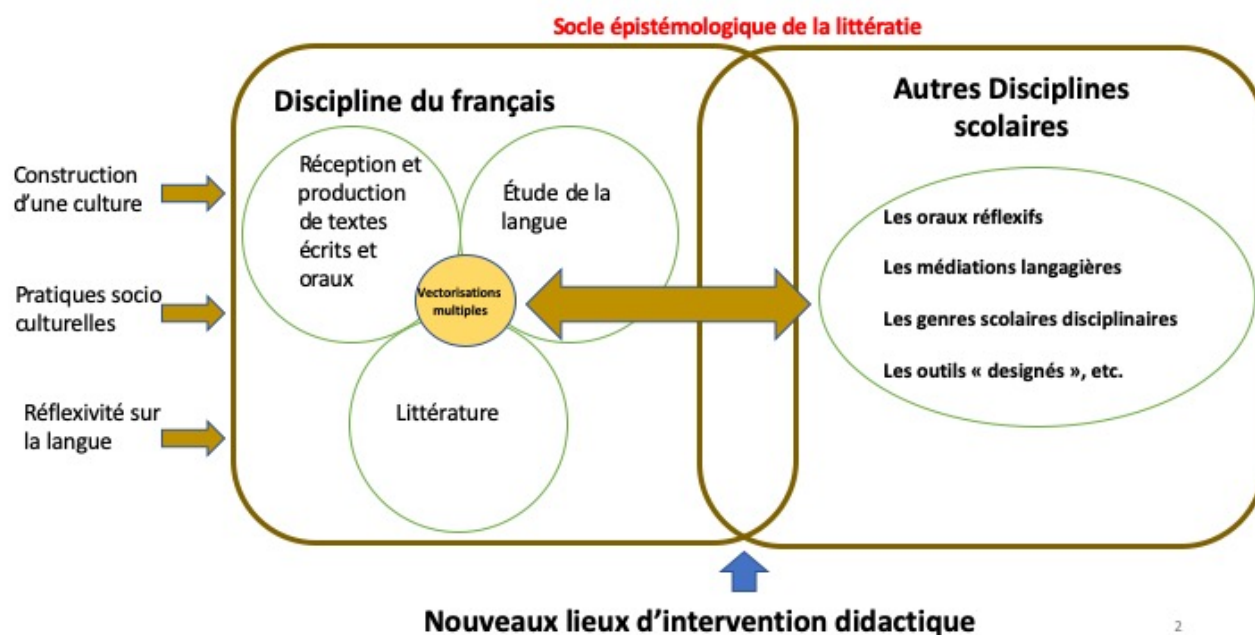 Socle épistémologique de la littératie
Discipline du français
Autres Disciplines
scolaires
Construction
d’une culture
Pratiques socio
culturelles
Réflexivité sur
la langue
Réception et
production
de textes
écrits et
oraux
Étude de la
langue
Vectorisations
multiples
Littérature
Les oraux réflexifs
Les médiations langagières
Les genres scolaires disciplinaires
Les outils « designés », etc.
Nouveaux lieux d’intervention didactique
2